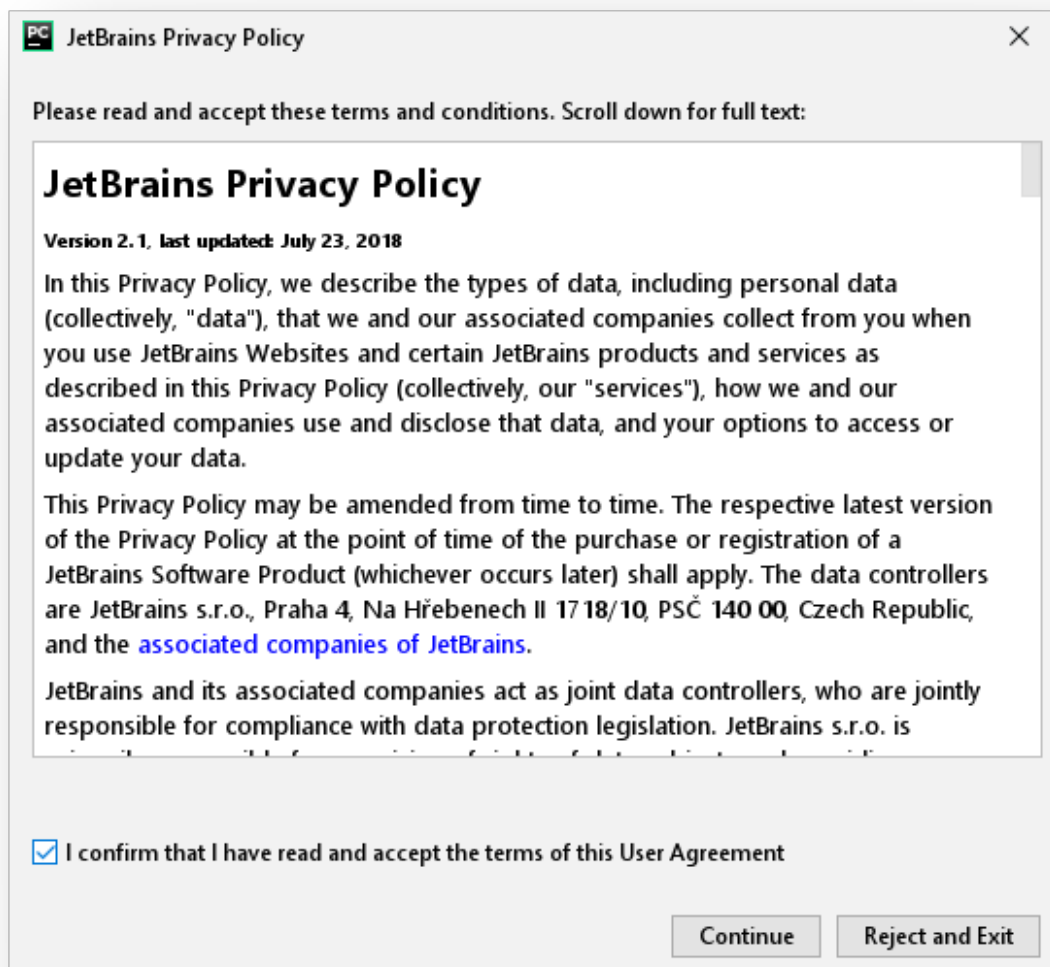 PC JetBrains Privacy Policy
Please read and accept these terms and conditions. Scroll down for full text:
JetBrains Privacy Policy
Version 2.1, last updated: July 23, 2018
In this Privacy Policy, we describe the types of data, including personal data
(collectively, "data"), that we and our associated companies collect from you when
you use JetBrains Websites and certain JetBrains products and services as
described in this Privacy Policy (collectively, our "services"), how we and our
associated companies use and disclose that data, and your options to access or
update your data.
This Privacy Policy may be amended from time to time. The respective latest version
of the Privacy Policy at the point of time of the purchase or registration of a
JetBrains Software Product (whichever occurs later) shall apply. The data controllers
are JetBrains s.r.o., Praha 4, Na Hřebenech II 1718/10, PSČ 140 00, Czech Republic,
and the associated companies of JetBrains.
JetBrains and its associated companies act as joint data controllers, who are jointly
responsible for compliance with data protection legislation. JetBrains s.r.o. is
I confirm that I have read and accept the terms of this User Agreement
Continue Reject and Exit